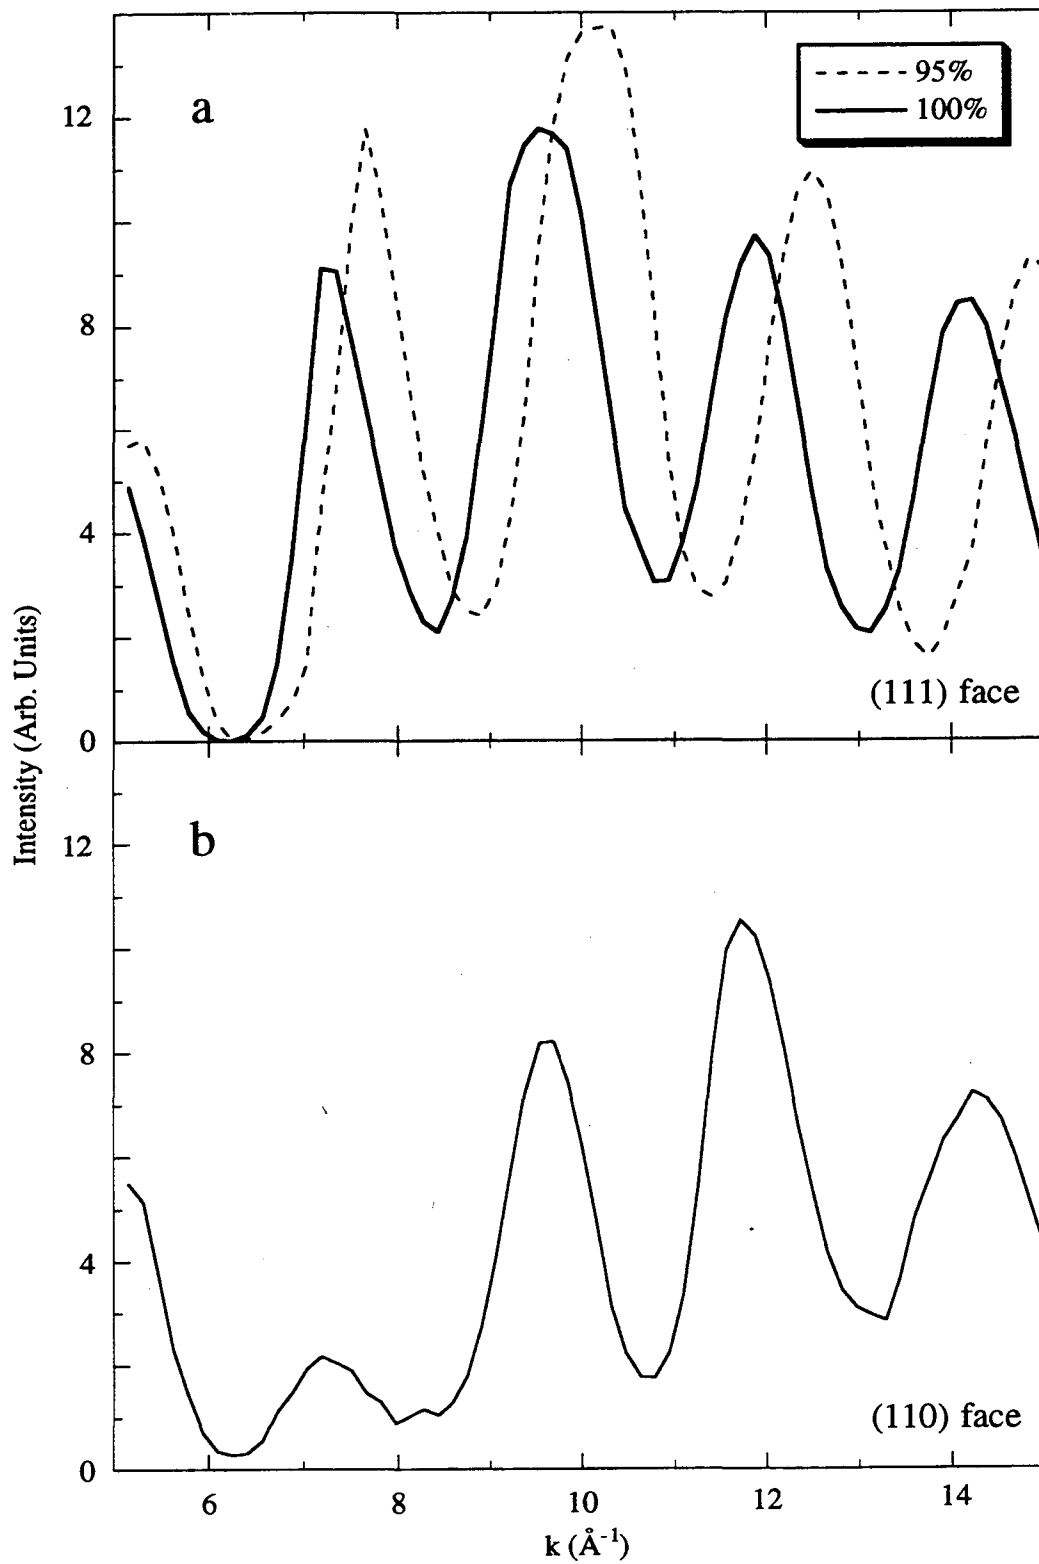 a
95%
100%
12
8
4
0
(111) face
Intensity (Arb. Units)
b
12
8
4
0
(110) face
6 8 10 12 14
k (Å⁻¹)